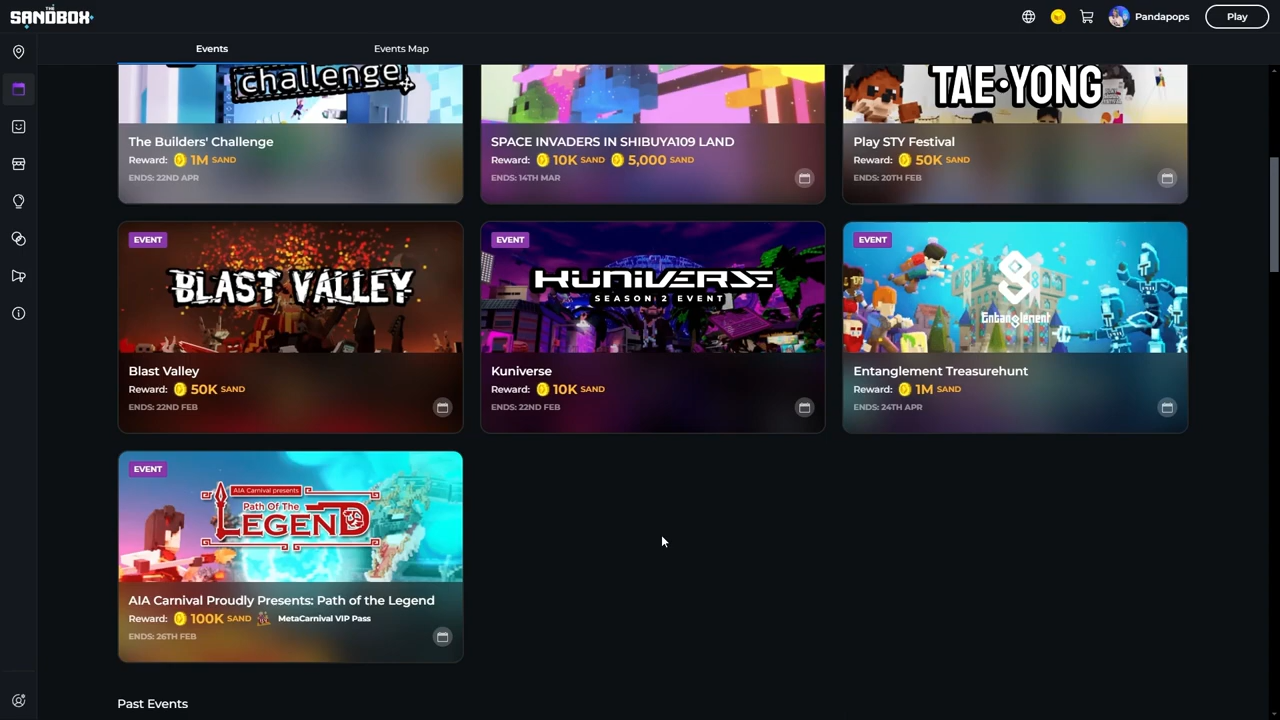 THE
SANDBOX
Pandapops
Play
Events
Events Map
challenge
TAE•YONG
The Builders' Challenge
Reward: 1M SAND
ENDS: 22ND APR
SPACE INVADERS IN SHIBUYA109 LAND
Reward: 10K SAND 5,000 SAND
ENDS: 14TH MAR
Play STY Festival
Reward: 50K SAND
ENDS: 20TH FEB
EVENT
BLAST VALLEY
Blast Valley
Reward: 50K SAND
ENDS: 22ND FEB
EVENT
KUNIVERSE
SEASON 2 EVENT
Kuniverse
Reward: 10K SAND
ENDS: 22ND FEB
EVENT
Entanglement
Entanglement Treasurehunt
Reward: 1M SAND
ENDS: 24TH APR
EVENT
AIA Carnival presents
Path Of The
LEGEND
AIA Carnival Proudly Presents: Path of the Legend
Reward: 100K SAND MetaCarnival VIP Pass
ENDS: 26TH FEB
Past Events